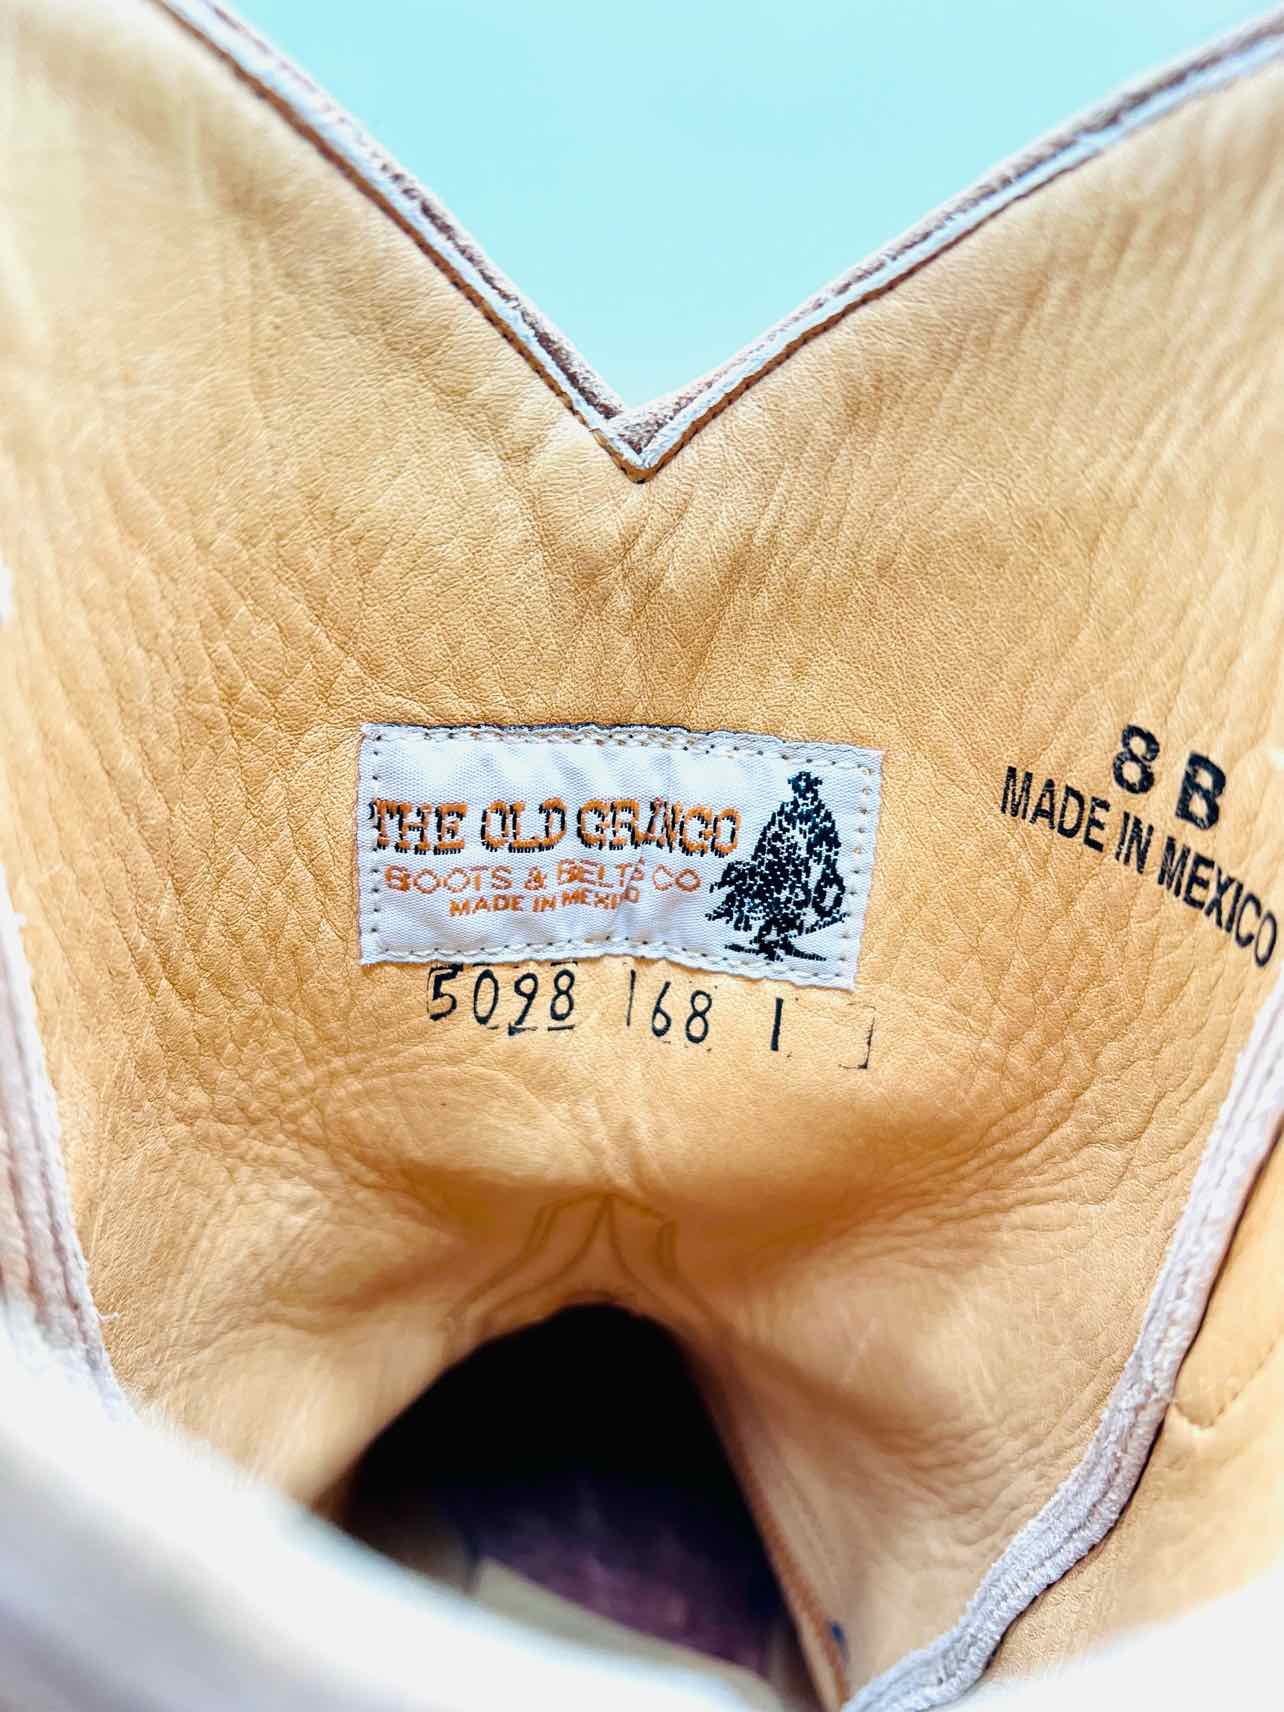 THE OLD GRINGO
BOOTS & BELTS CO
MADE IN MEXICO
5098 168 1
8 B
MADE IN MEXICO